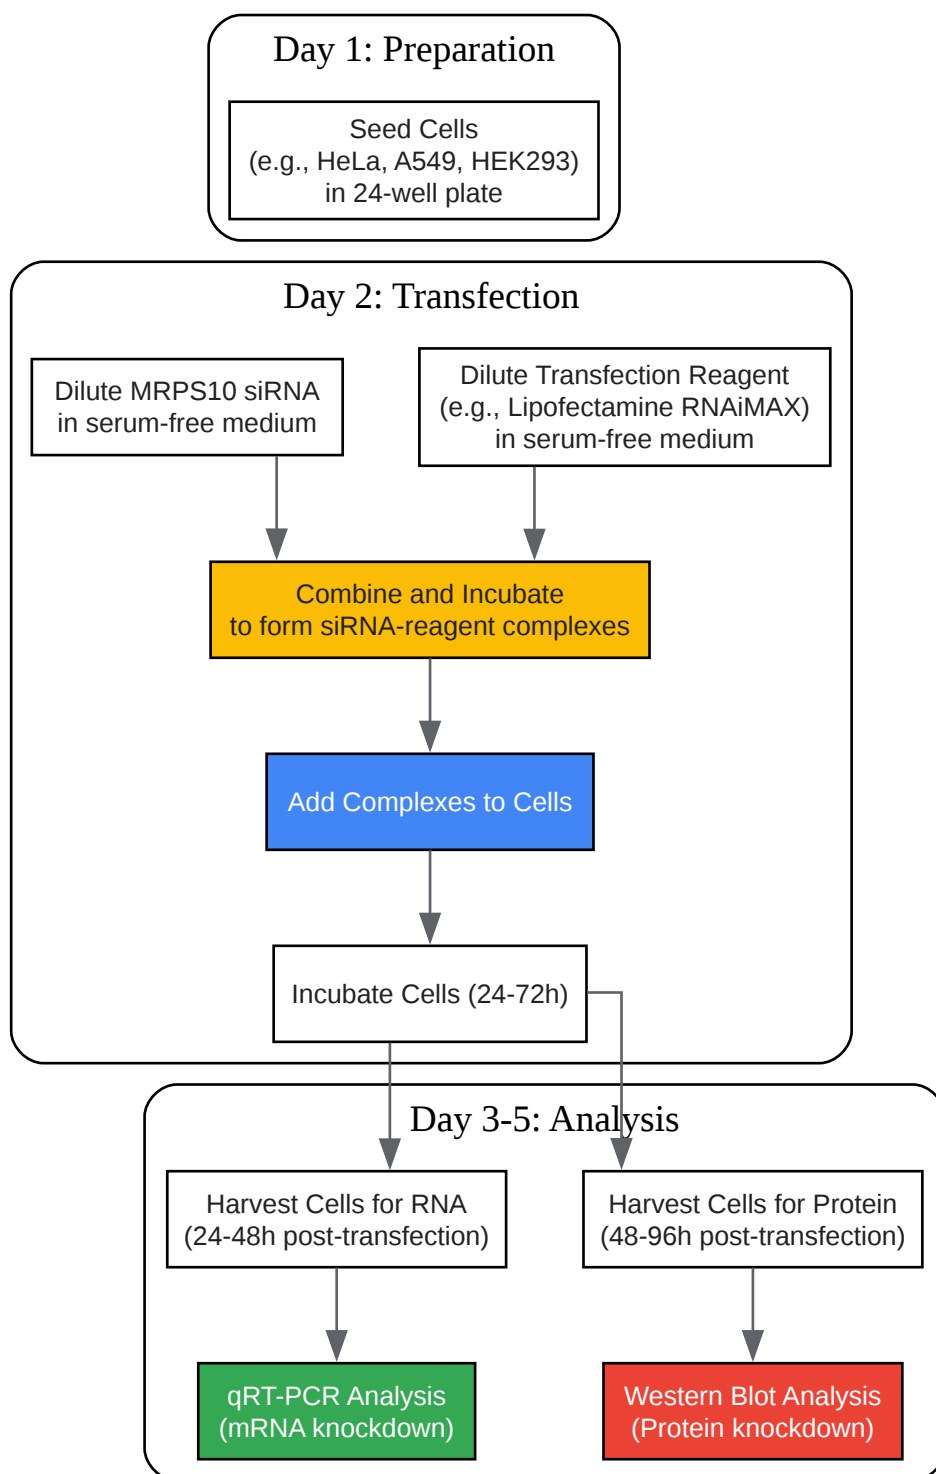 Day 1: Preparation
Seed Cells
(e.g., HeLa, A549, HEK293)
in 24-well plate
Day 2: Transfection
Dilute MRPS10 siRNA
in serum-free medium
Dilute Transfection Reagent
(e.g., Lipofectamine RNAiMAX)
in serum-free medium
Combine and Incubate
to form siRNA-reagent complexes
Add Complexes to Cells
Incubate Cells (24-72h)
Day 3-5: Analysis
Harvest Cells for RNA
(24-48h post-transfection)
Harvest Cells for Protein
(48-96h post-transfection)
qRT-PCR Analysis
(mRNA knockdown)
Western Blot Analysis
(Protein knockdown)